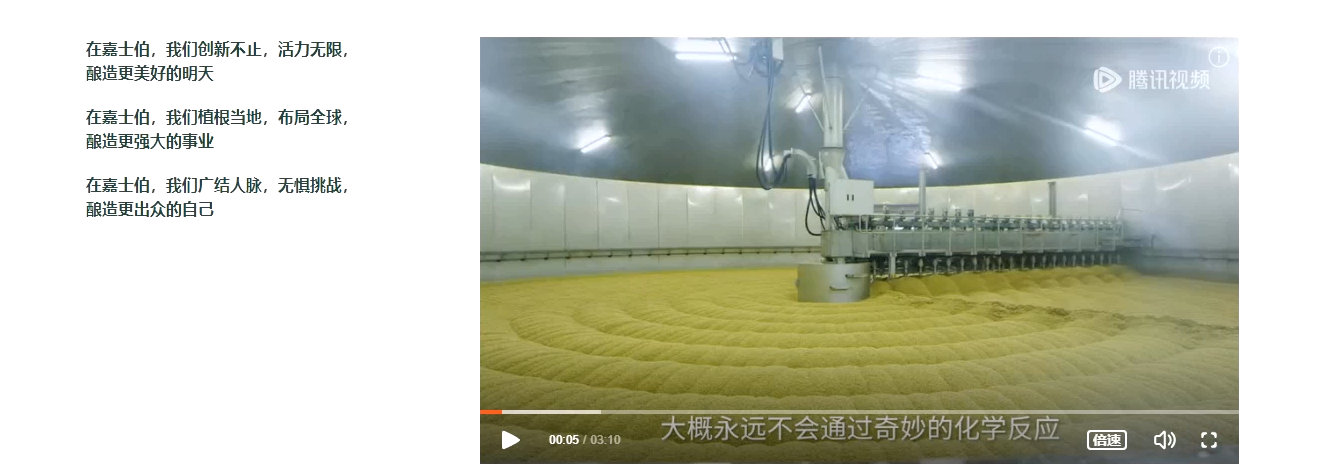 在嘉士伯，我们创新不止，活力无限，
酿造更美好的明天
在嘉士伯，我们植根当地，布局全球，
酿造更强大的事业
在嘉士伯，我们广结人脉，无惧挑战，
酿造更出众的自己
腾讯视频
大概永远不会通过奇妙的化学反应
00:05 / 03:10
倍速